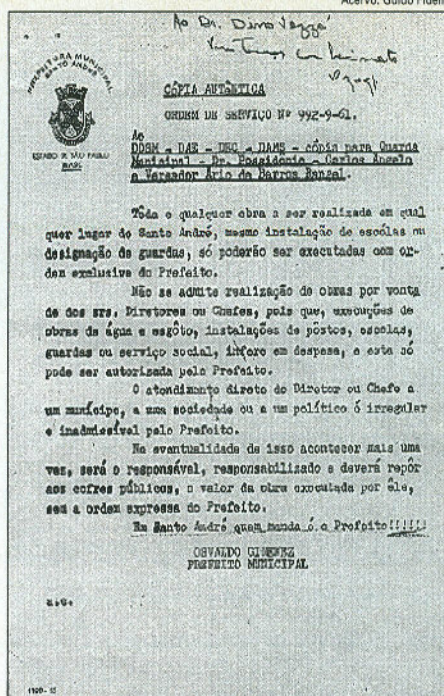 Acervo: Guido Fiden
Ao Dr. Dino
PREFEITURA MUNICIPAL
SANTO ANDRÉ
ESTADO DE SÃO PAULO
BRASIL
CÓPIA AUTÊNTICA
ORDEM DE SERVIÇO Nº 992-9-61.
Ao
DDSM - DAE - DEC - DAMS - cópia para Guarda
Municipal - Dr. Possidonio - Carlos Angelo
e Vereador Ário de Barros Rangel.
Toda e qualquer obra a ser realizada em qual
quer lugar de Santo André, mesmo instalação de escolas ou
designação de guardas, só poderão ser executadas com or-
dem exclusive do Prefeito.
Não se admite realização de obras por vonta
de dos srs. Diretores ou Chefes, pois que, execuções de
obras de água e esgôto, instalações de póstos, escolas,
guardas ou serviço social, infere em despesa, e esta só
pode ser autorizada pelo Prefeito.
O atendimento direto do Diretor ou Chefe a
um munícipe, a uma sociedade ou a um político é irregular
e inadmissível pelo Prefeito.
Na eventualidade de isso acontecer mais uma
vez, será o responsável, responsabilizado e deverá repôr
aos cofres públicos, o valor da obra executada por êle,
sem a ordem expressa do Prefeito.
Em Santo André quem manda é o Prefeito!!!!!!
OSVALDO GIMENEZ
PREFEITO MUNICIPAL
1100-15